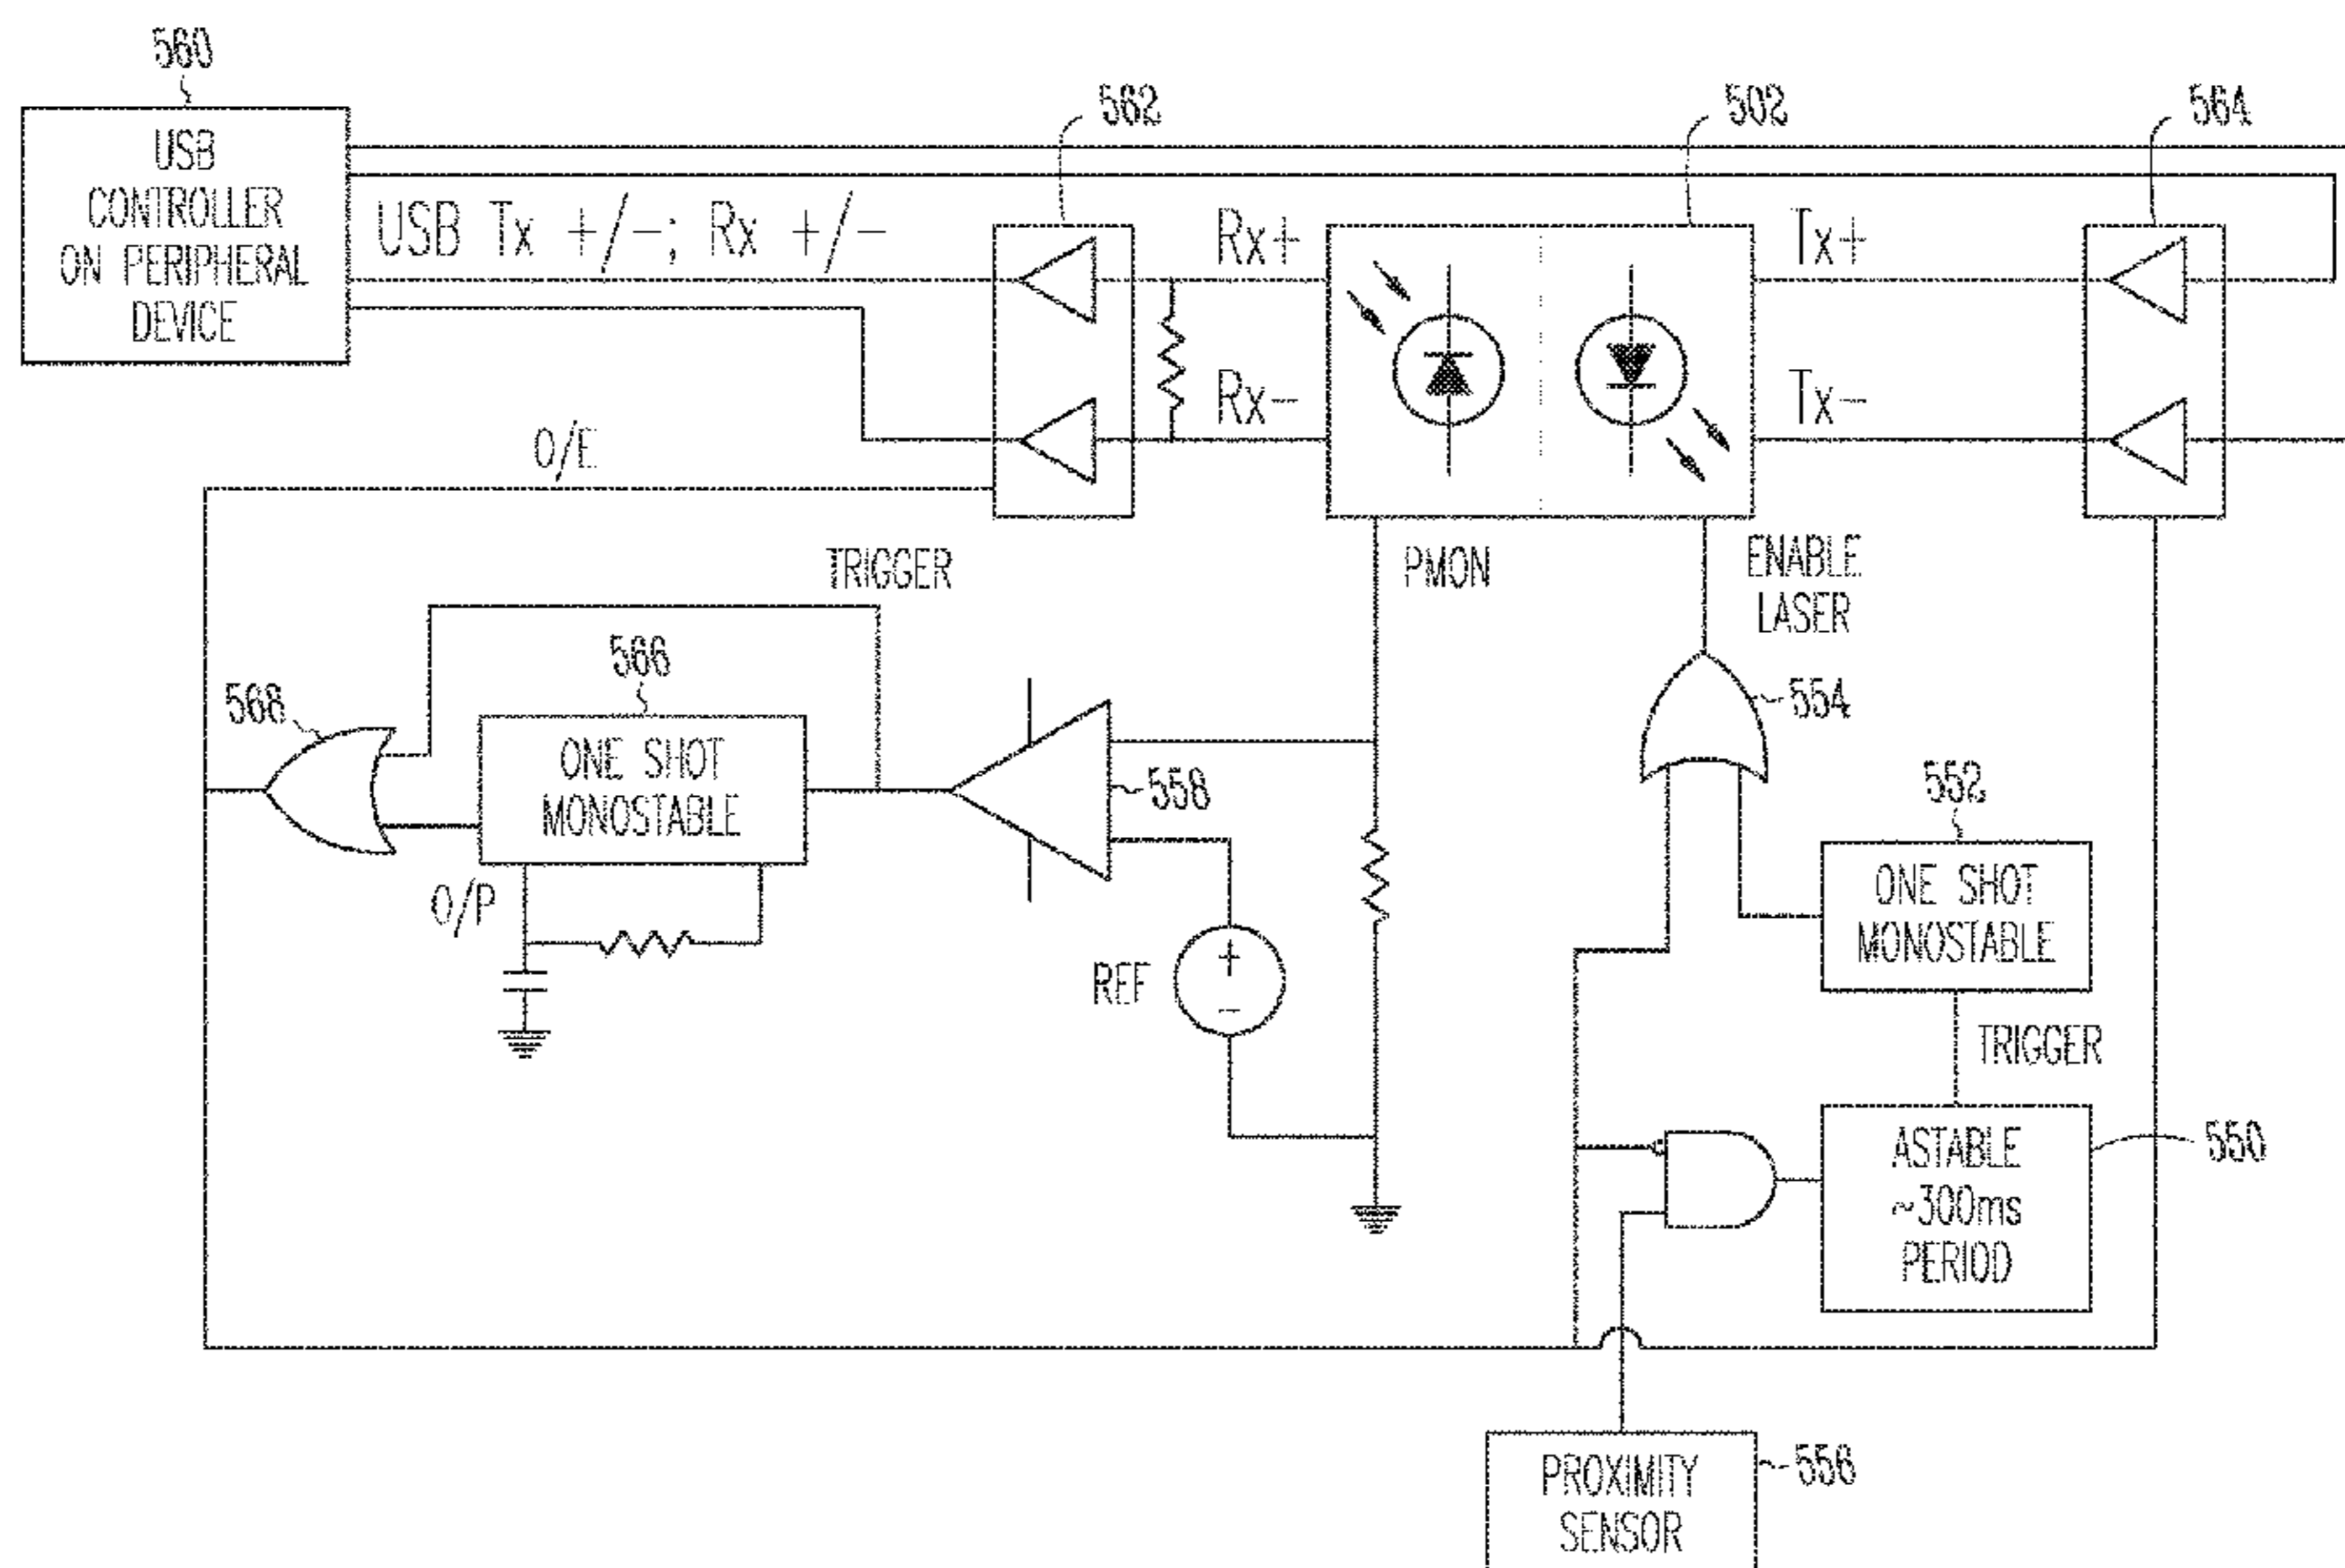 560
USB
CONTROLLER
ON PERIPHERAL
DEVICE
562
502
564
USB Tx +/-; Rx +/-
Rx+
Tx+
Rx-
Tx-
O/E
TRIGGER
PMON
ENABLE
LASER
566
568
554
ONE SHOT
MONOSTABLE
558
552
O/P
ONE SHOT
MONOSTABLE
REF
+
-
TRIGGER
550
ASTABLE
~300ms
PERIOD
PROXIMITY
SENSOR
556